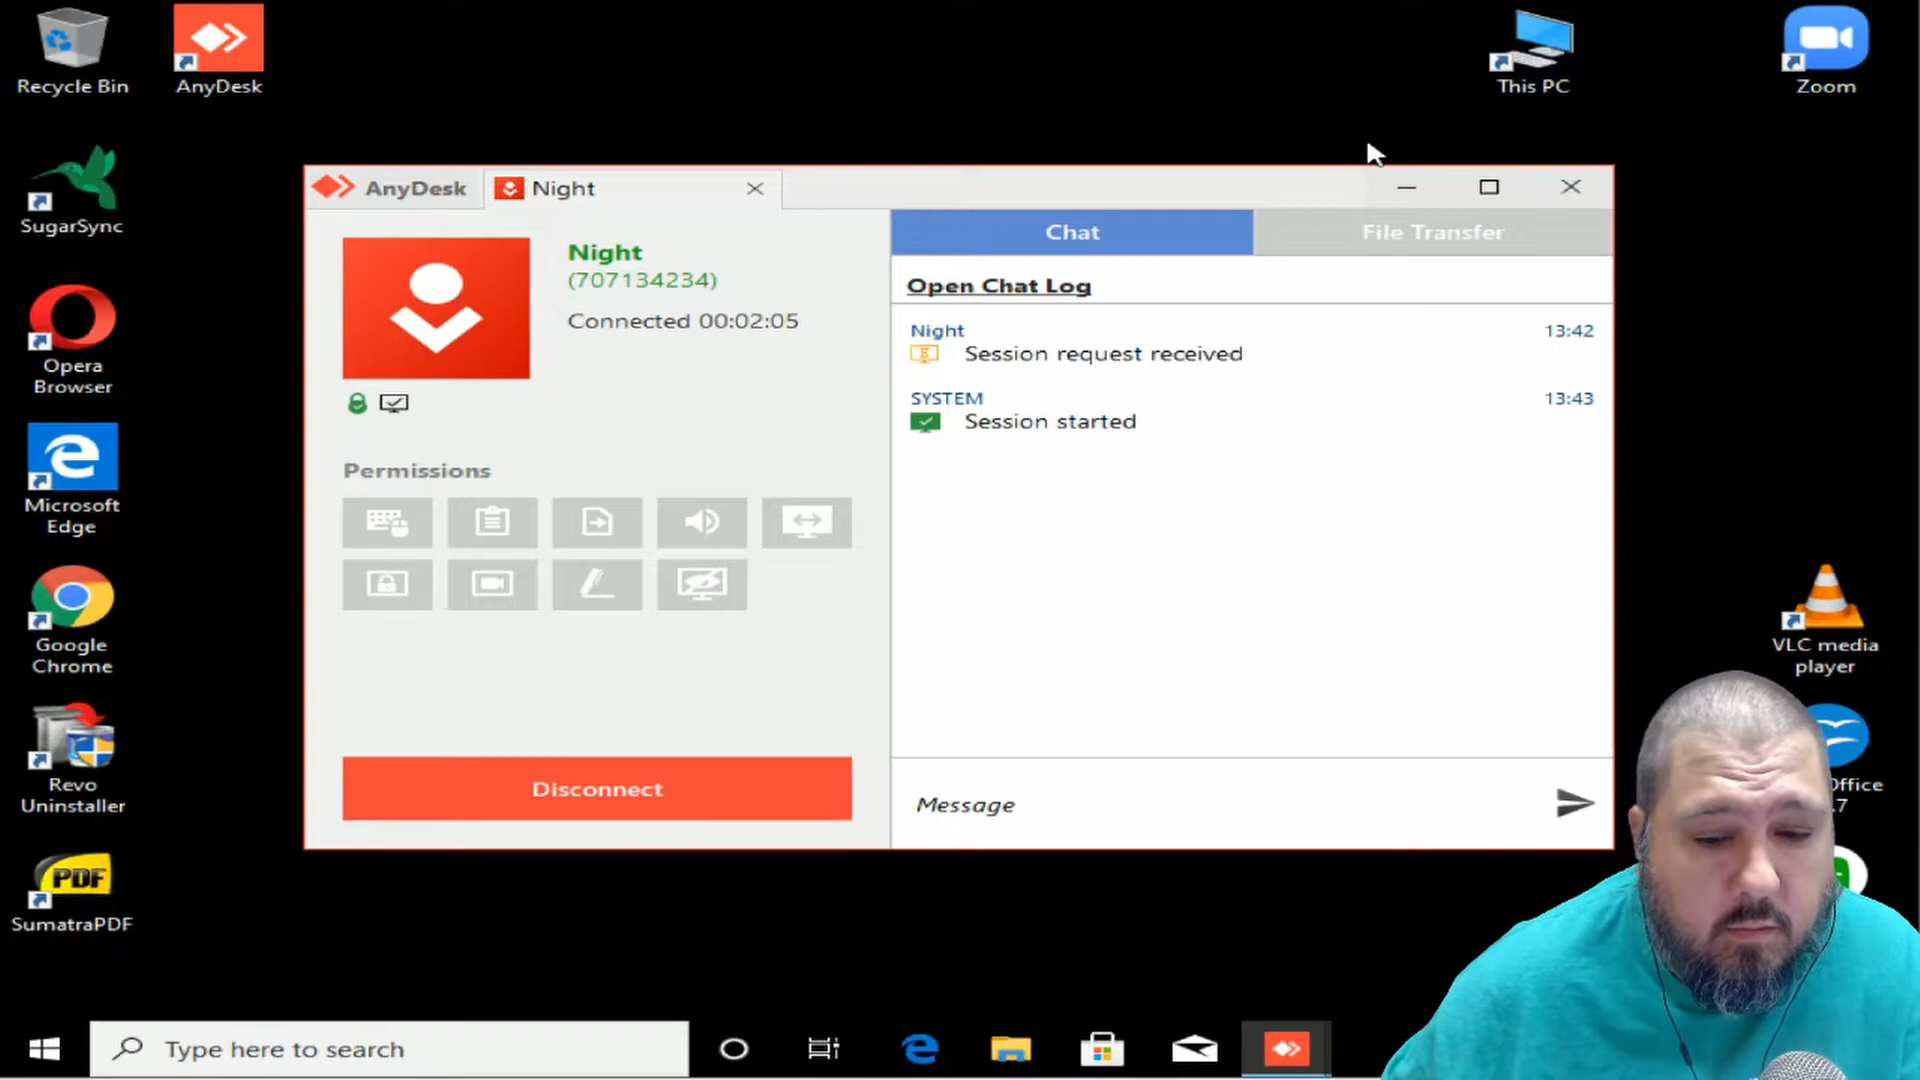 Recycle Bin
AnyDesk
This PC
Zoom
SugarSync
Opera
Browser
Microsoft
Edge
Google
Chrome
Revo
Uninstaller
PDF
SumatraPDF
VLC media
player
Office
.7
AnyDesk
Night
Night
(707134234)
Connected 00:02:05
Permissions
Disconnect
Chat
File Transfer
Open Chat Log
Night 13:42
Session request received
SYSTEM 13:43
Session started
Message
Type here to search